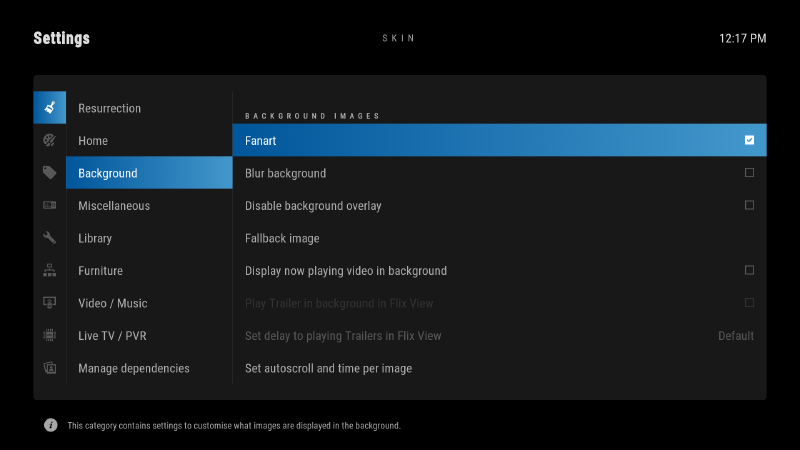 Settings
SKIN
12:17 PM
Resurrection
Home
Background
Miscellaneous
Library
Furniture
Video / Music
Live TV / PVR
Manage dependencies
BACKGROUND IMAGES
Fanart
Blur background
Disable background overlay
Fallback image
Display now playing video in background
Play Trailer in background in Flix View
Set delay to playing Trailers in Flix View Default
Set autoscroll and time per image
This category contains settings to customise what images are displayed in the background.